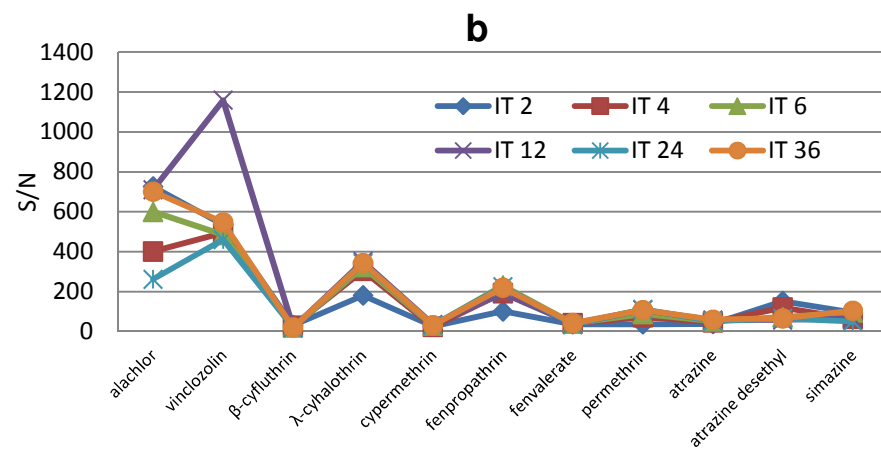 b
1400
1200
1000
800
600
400
200
0
S/N
IT 2 IT 4 IT 6
IT 12 IT 24 IT 36
alachlor
vinclozolin
β-cyfluthrin
λ-cyhalothrin
cypermethrin
fenpropathrin
fenvalerate
permethrin
atrazine
atrazine desethyl
simazine